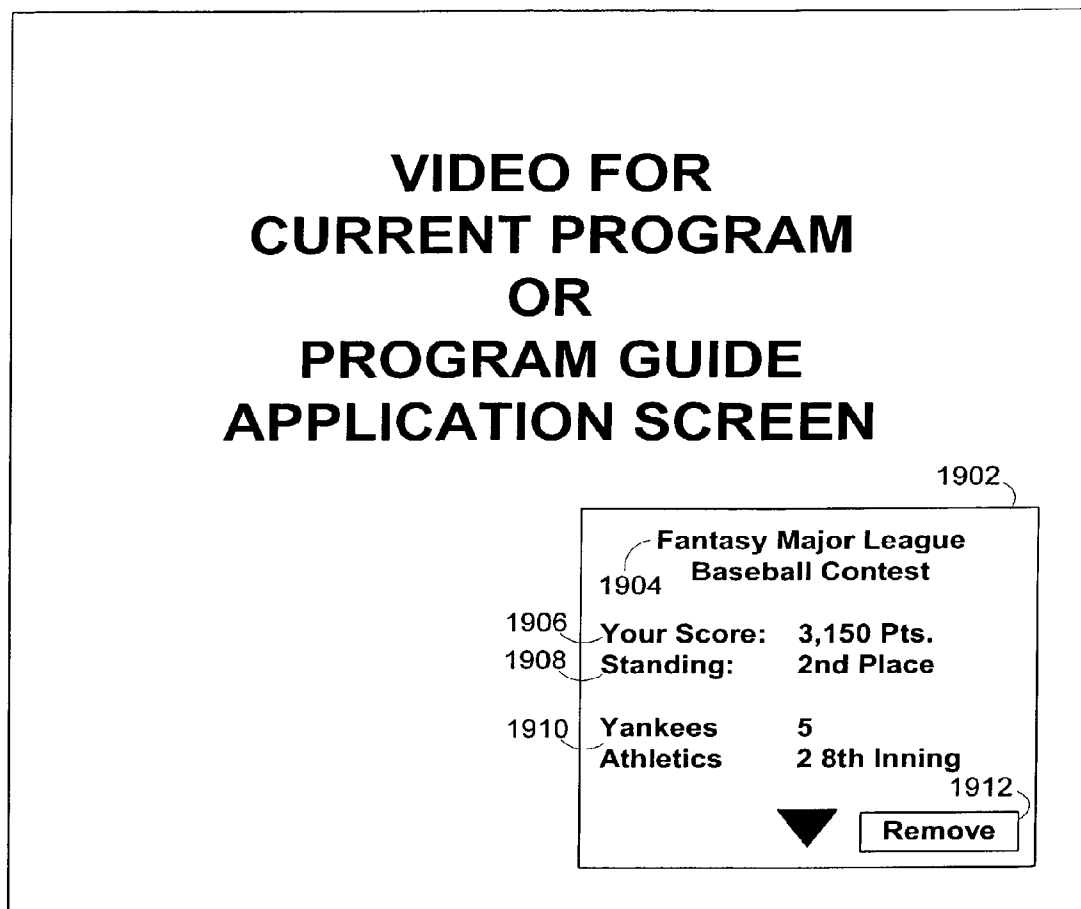 VIDEO FOR
CURRENT PROGRAM
OR
PROGRAM GUIDE
APPLICATION SCREEN
1902
Fantasy Major League
1904 Baseball Contest
1906 Your Score: 3,150 Pts.
1908 Standing: 2nd Place
1910 Yankees 5
Athletics 2 8th Inning
1912
Remove